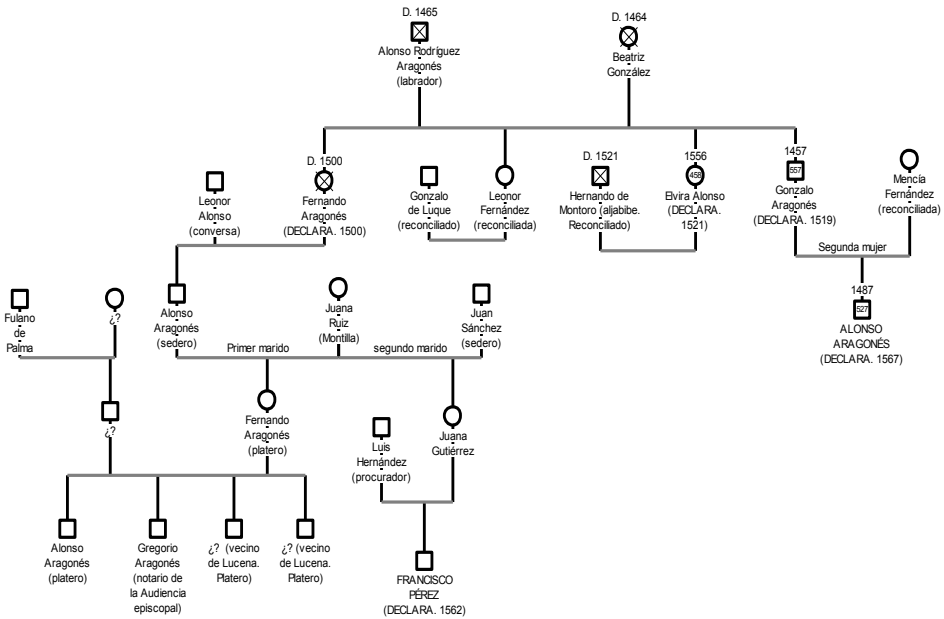 D. 1465
Alonso Rodríguez
Aragonés
(labrador)
D. 1464
Beatriz
González
Leonor
Alonso
(conversa)
D. 1500
Fernando
Aragonés
(DECLARA. 1500)
Gonzalo
de Luque
(reconciliado)
Leonor
Fernández
(reconciliada)
D. 1521
Hernando de
Montoro (aljabibe.
Reconciliado)
1556
458
Elvira Alonso
(DECLARA.
1521)
1457
557
Gonzalo
Aragonés
(DECLARA. 1519)
Mencía
Fernández
(reconciliada)
Segunda mujer
1487
527
ALONSO
ARAGONÉS
(DECLARA. 1567)
Fulano
de
Palma
¿?
Alonso
Aragonés
(sedero)
Juana
Ruiz
(Montilla)
Juan
Sánchez
(sedero)
Primer marido
segundo marido
¿?
Fernando
Aragonés
(platero)
Luis
Hernández
(procurador)
Juana
Gutiérrez
Alonso
Aragonés
(platero)
Gregorio
Aragonés
(notario de
la Audiencia
episcopal)
¿? (vecino
de Lucena.
Platero)
¿? (vecino
de Lucena.
Platero)
FRANCISCO
PÉREZ
(DECLARA. 1562)